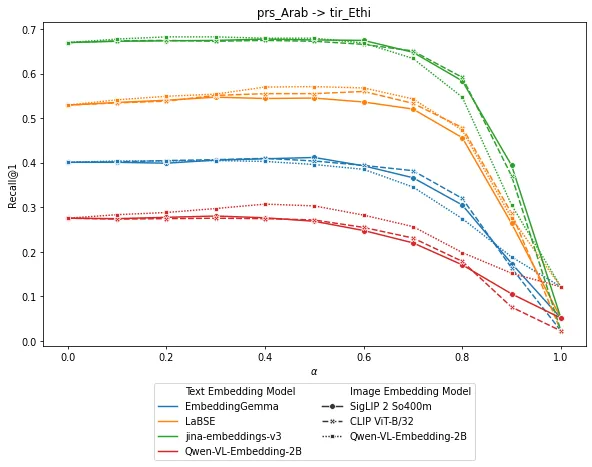 prs_Arab -> tir_Ethi
Recall@1
0.7
0.6
0.5
0.4
0.3
0.2
0.1
0.0
0.0 0.2 0.4 0.6 0.8 1.0
α
Text Embedding Model
EmbeddingGemma
LaBSE
jina-embeddings-v3
Qwen-VL-Embedding-2B
Image Embedding Model
SigLIP 2 So400m
CLIP ViT-B/32
Qwen-VL-Embedding-2B